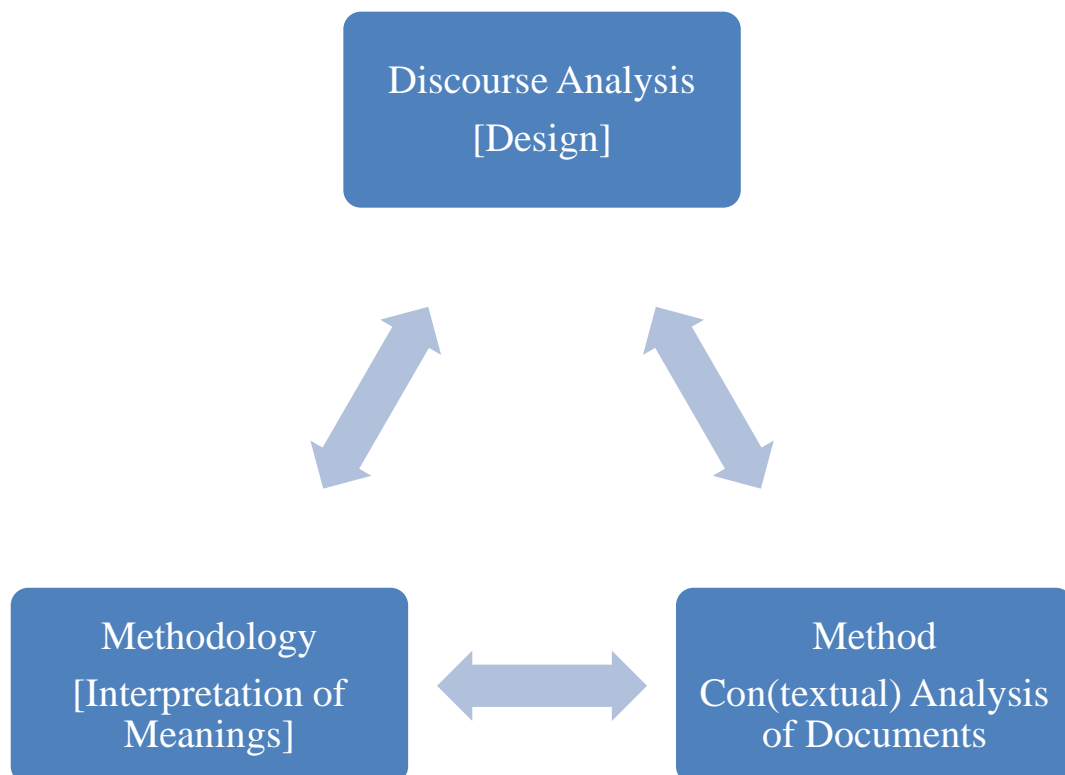 Discourse Analysis
[Design]
Methodology
[Interpretation of
Meanings]
Method
Con(textual) Analysis
of Documents